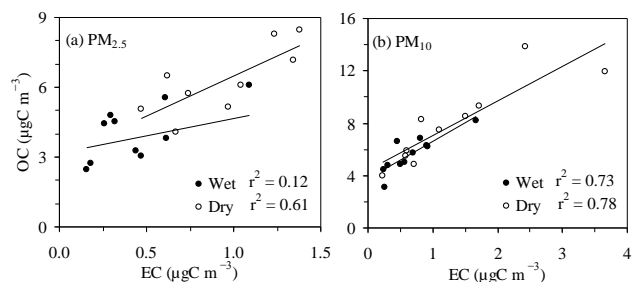 (a) PM2.5
OC (µgC m⁻³)
9
6
3
0
Wet r² = 0.12
Dry r² = 0.61
0.0 0.5 1.0 1.5
EC (µgC m⁻³)
(b) PM10
16
12
8
4
0
Wet r² = 0.73
Dry r² = 0.78
0 1 2 3 4
EC (µgC m⁻³)